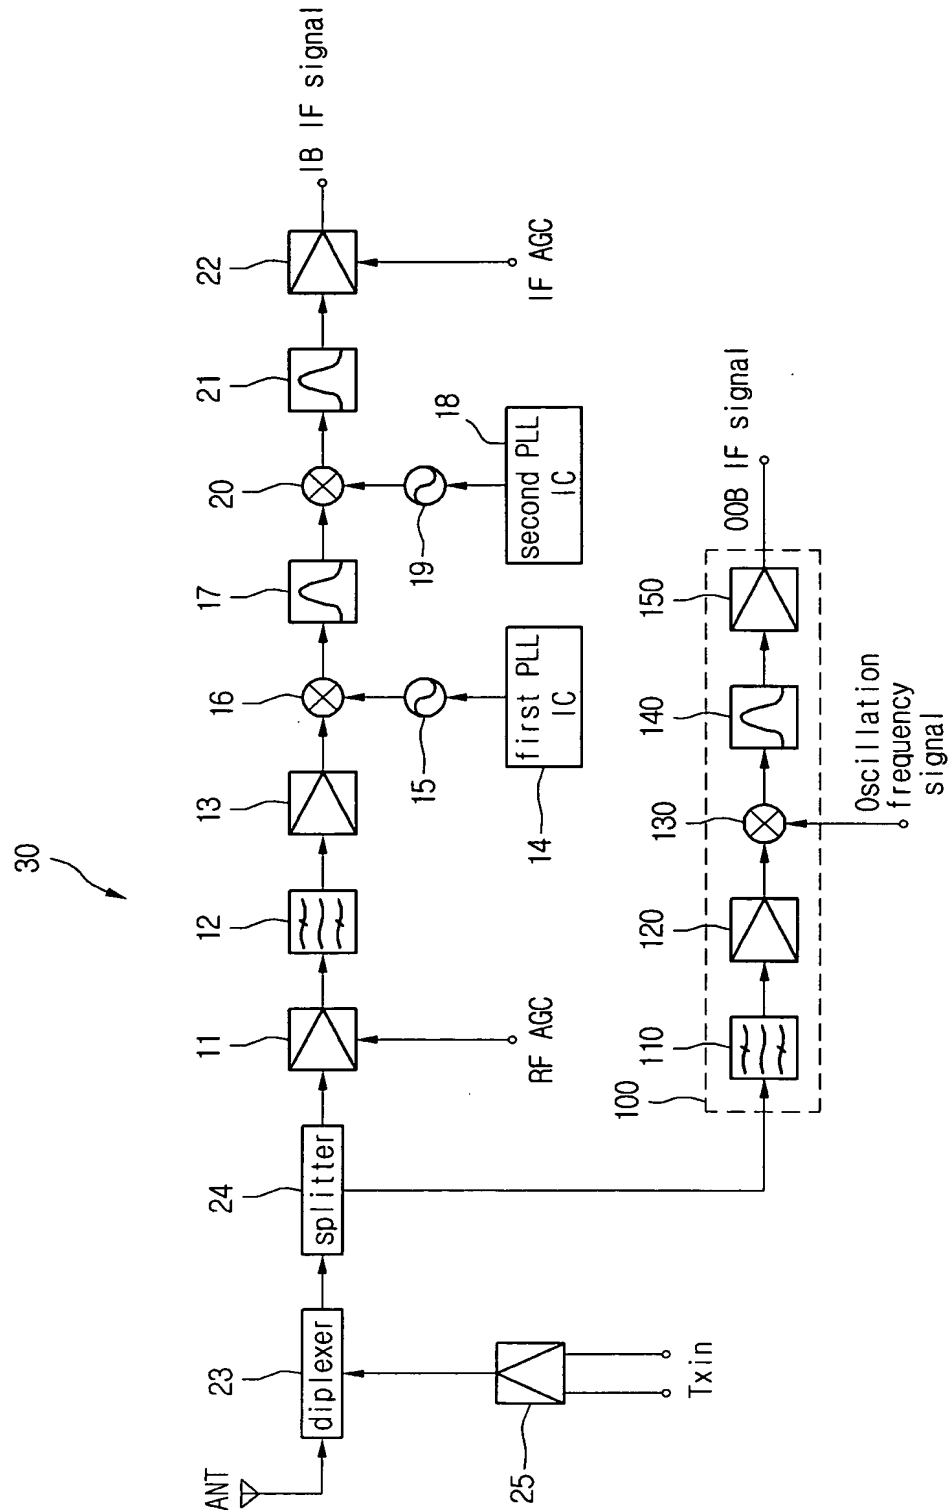 30
ANT
23
diplexer
24
splitter
11
12
13
16
17
20
21
22
IB IF signal
RF AGC
15
first PLL
IC
14
19
second PLL
IC
18
IF AGC
25
Txin
100
110
120
130
140
150
OOB IF signal
Oscillation
frequency
signal